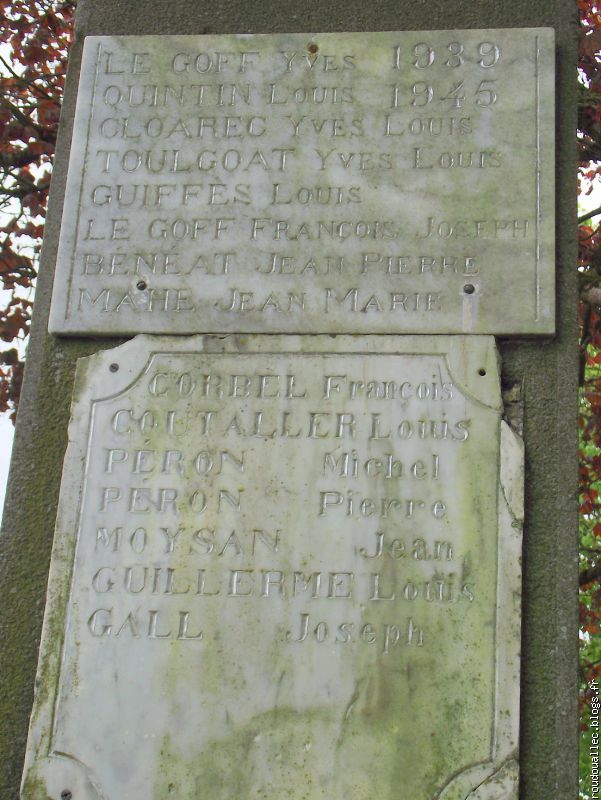 LE GOFF YVES 1939
QUINTIN LOUIS 1945
CLOAREC YVES LOUIS
TOULGOAT YVES LOUIS
GUIFFÈS LOUIS
LE GOFF FRANÇOIS JOSEPH
BÉNÉAT JEAN PIERRE
MAHE JEAN MARIE
CORBEL François
COUTALLER Louis
PÉRON Michel
PÉRON Pierre
MOYSAN Jean
GUILLERME Louis
GALL Joseph
roudouallec.blogs.fr